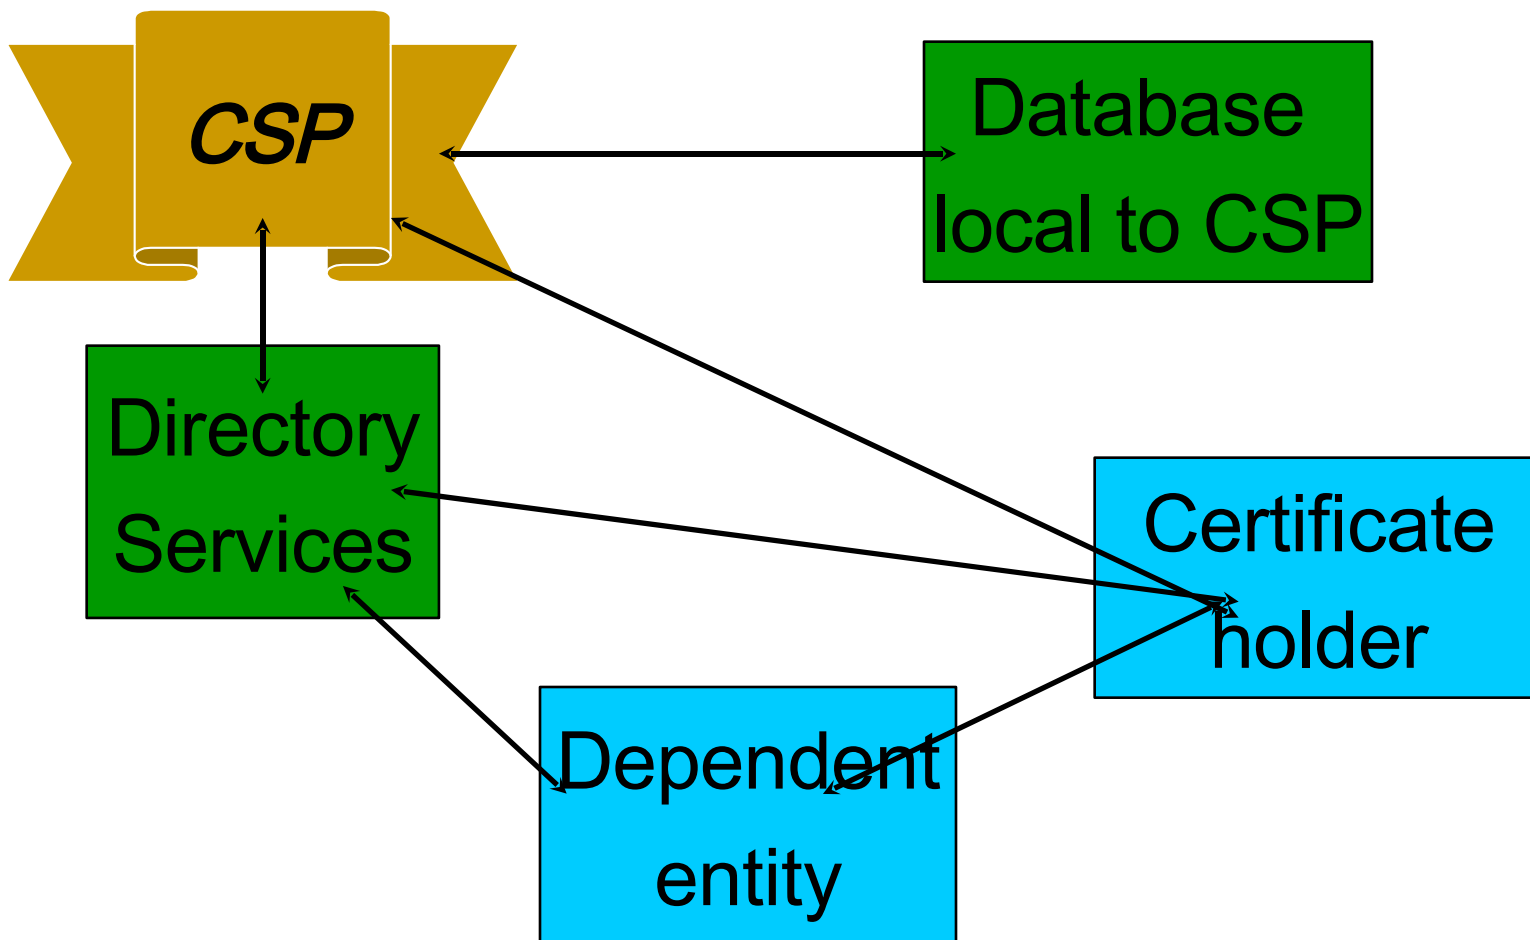 CSP
Database
local to CSP
Directory
Services
Certificate
holder
Dependent
entity